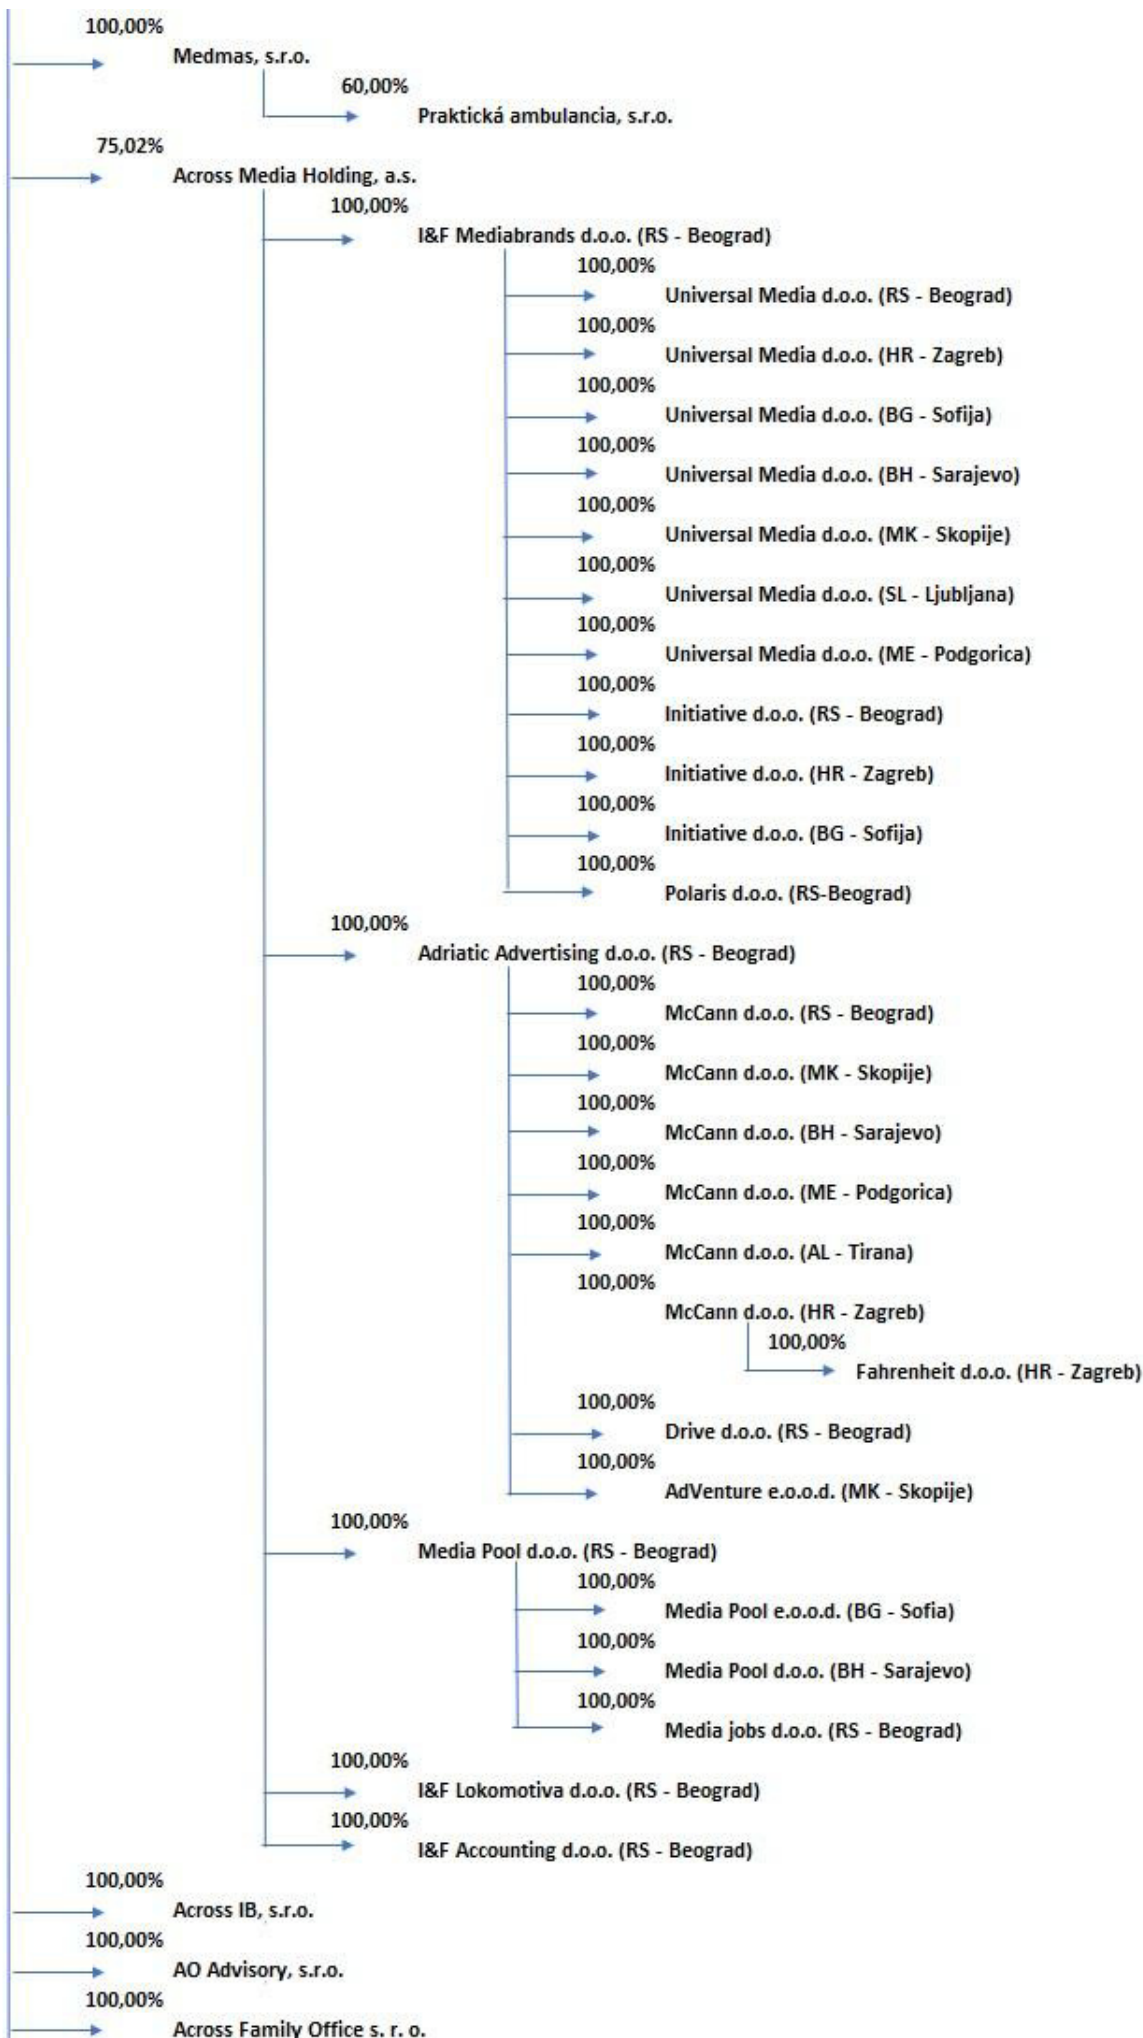 100,00%
Medmas, s.r.o.
60,00%
Praktická ambulancia, s.r.o.
75,02%
Across Media Holding, a.s.
100,00%
I&F Mediabrands d.o.o. (RS - Beograd)
100,00%
Universal Media d.o.o. (RS - Beograd)
100,00%
Universal Media d.o.o. (HR - Zagreb)
100,00%
Universal Media d.o.o. (BG - Sofija)
100,00%
Universal Media d.o.o. (BH - Sarajevo)
100,00%
Universal Media d.o.o. (MK - Skopije)
100,00%
Universal Media d.o.o. (SL - Ljubljana)
100,00%
Universal Media d.o.o. (ME - Podgorica)
100,00%
Initiative d.o.o. (RS - Beograd)
100,00%
Initiative d.o.o. (HR - Zagreb)
100,00%
Initiative d.o.o. (BG - Sofija)
100,00%
Polaris d.o.o. (RS-Beograd)
100,00%
Adriatic Advertising d.o.o. (RS - Beograd)
100,00%
McCann d.o.o. (RS - Beograd)
100,00%
McCann d.o.o. (MK - Skopije)
100,00%
McCann d.o.o. (BH - Sarajevo)
100,00%
McCann d.o.o. (ME - Podgorica)
100,00%
McCann d.o.o. (AL - Tirana)
100,00%
McCann d.o.o. (HR - Zagreb)
100,00%
Fahrenheit d.o.o. (HR - Zagreb)
100,00%
Drive d.o.o. (RS - Beograd)
100,00%
AdVenture e.o.o.d. (MK - Skopije)
100,00%
Media Pool d.o.o. (RS - Beograd)
100,00%
Media Pool e.o.o.d. (BG - Sofia)
100,00%
Media Pool d.o.o. (BH - Sarajevo)
100,00%
Media jobs d.o.o. (RS - Beograd)
100,00%
I&F Lokomotiva d.o.o. (RS - Beograd)
100,00%
I&F Accounting d.o.o. (RS - Beograd)
100,00%
Across IB, s.r.o.
100,00%
AO Advisory, s.r.o.
100,00%
Across Family Office s. r. o.